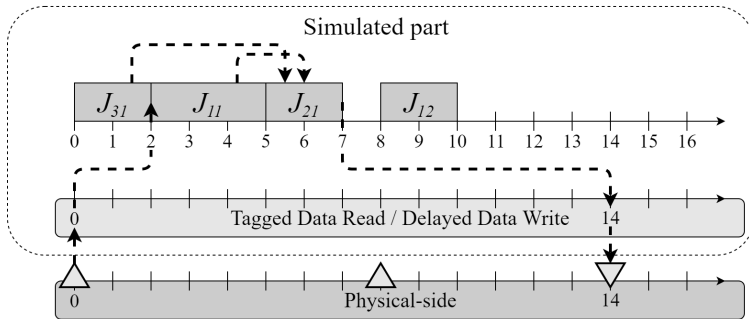 Simulated part
J31 J11 J21 J12
0 1 2 3 4 5 6 7 8 9 10 11 12 13 14 15 16
0 Tagged Data Read / Delayed Data Write 14
0 Physical-side 14